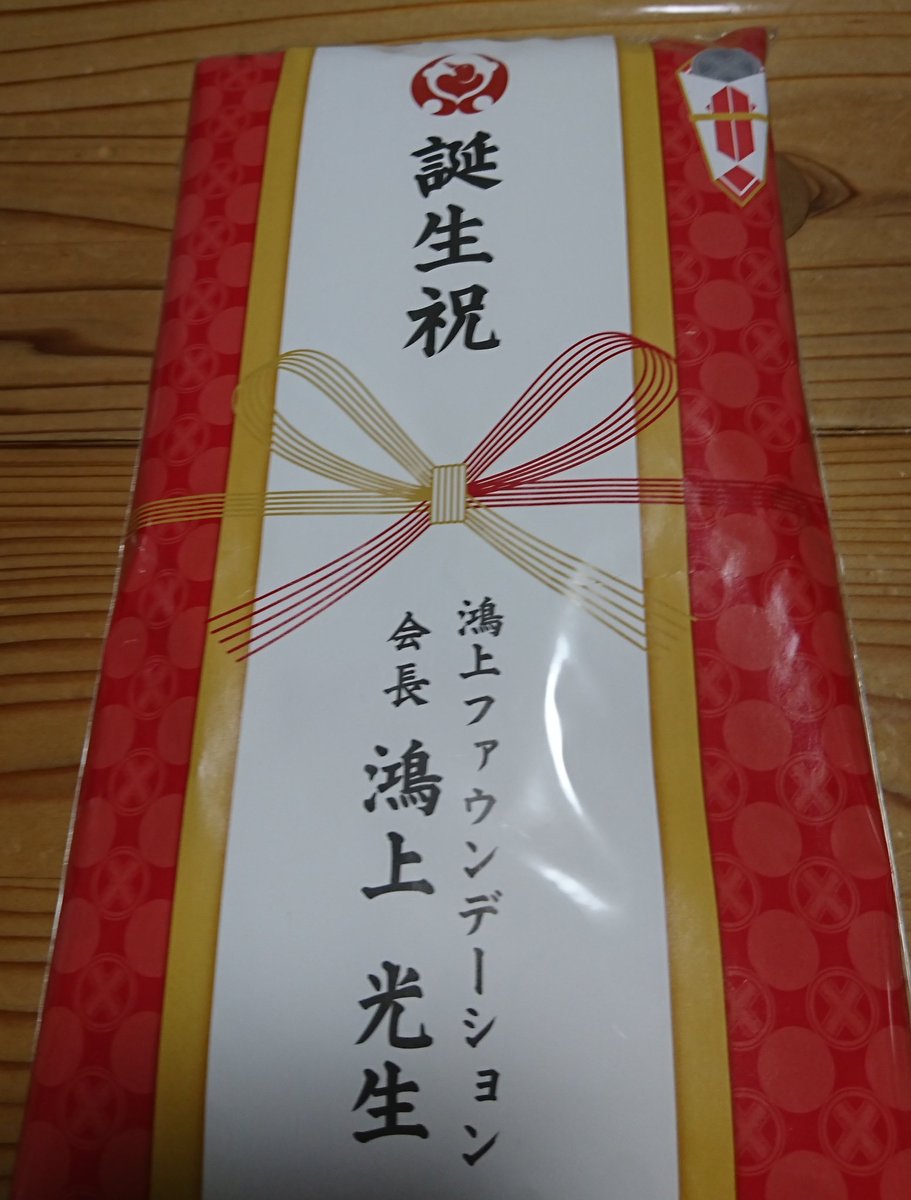 誕生祝
鴻上ファウンデーション
会長 鴻上 光生